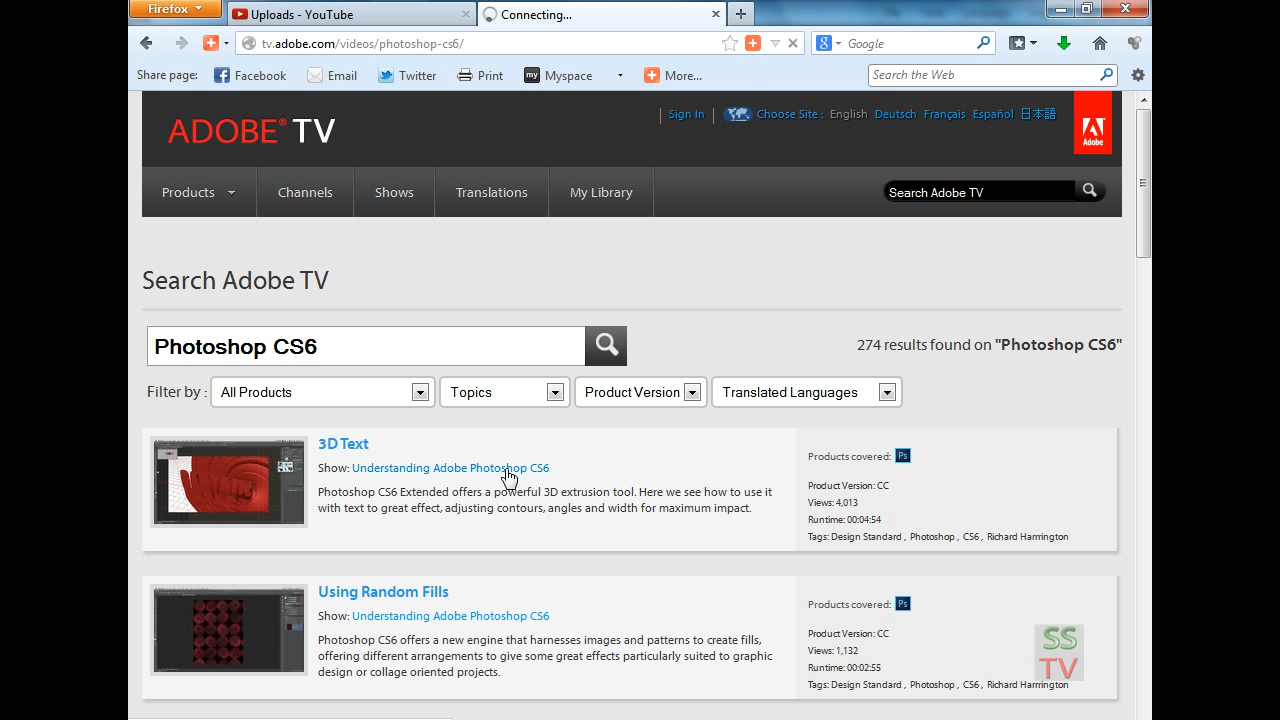 Firefox
Uploads - YouTube
Connecting...
tv.adobe.com/videos/photoshop-cs6/
Google
Share page: Facebook Email Twitter Print my Myspace More...
Search the Web
ADOBE® TV
Sign In Choose Site : English Deutsch Français Español 日本語
Adobe
Products Channels Shows Translations My Library
Search Adobe TV
Search Adobe TV
Photoshop CS6
274 results found on "Photoshop CS6"
Filter by : All Products Topics Product Version Translated Languages
3D Text
Show: Understanding Adobe Photoshop CS6
Photoshop CS6 Extended offers a powerful 3D extrusion tool. Here we see how to use it
with text to great effect, adjusting contours, angles and width for maximum impact.
Products covered: Ps
Product Version: CC
Views: 4,013
Runtime: 00:04:54
Tags: Design Standard , Photoshop , CS6 , Richard Harrrington
Using Random Fills
Show: Understanding Adobe Photoshop CS6
Photoshop CS6 offers a new engine that harnesses images and patterns to create fills,
offering different arrangements to give some great effects particularly suited to graphic
design or collage oriented projects.
Products covered: Ps
Product Version: CC
Views: 1,132
Runtime: 00:02:55
Tags: Design Standard , Photoshop , CS6 , Richard Harrrington
SS
TV